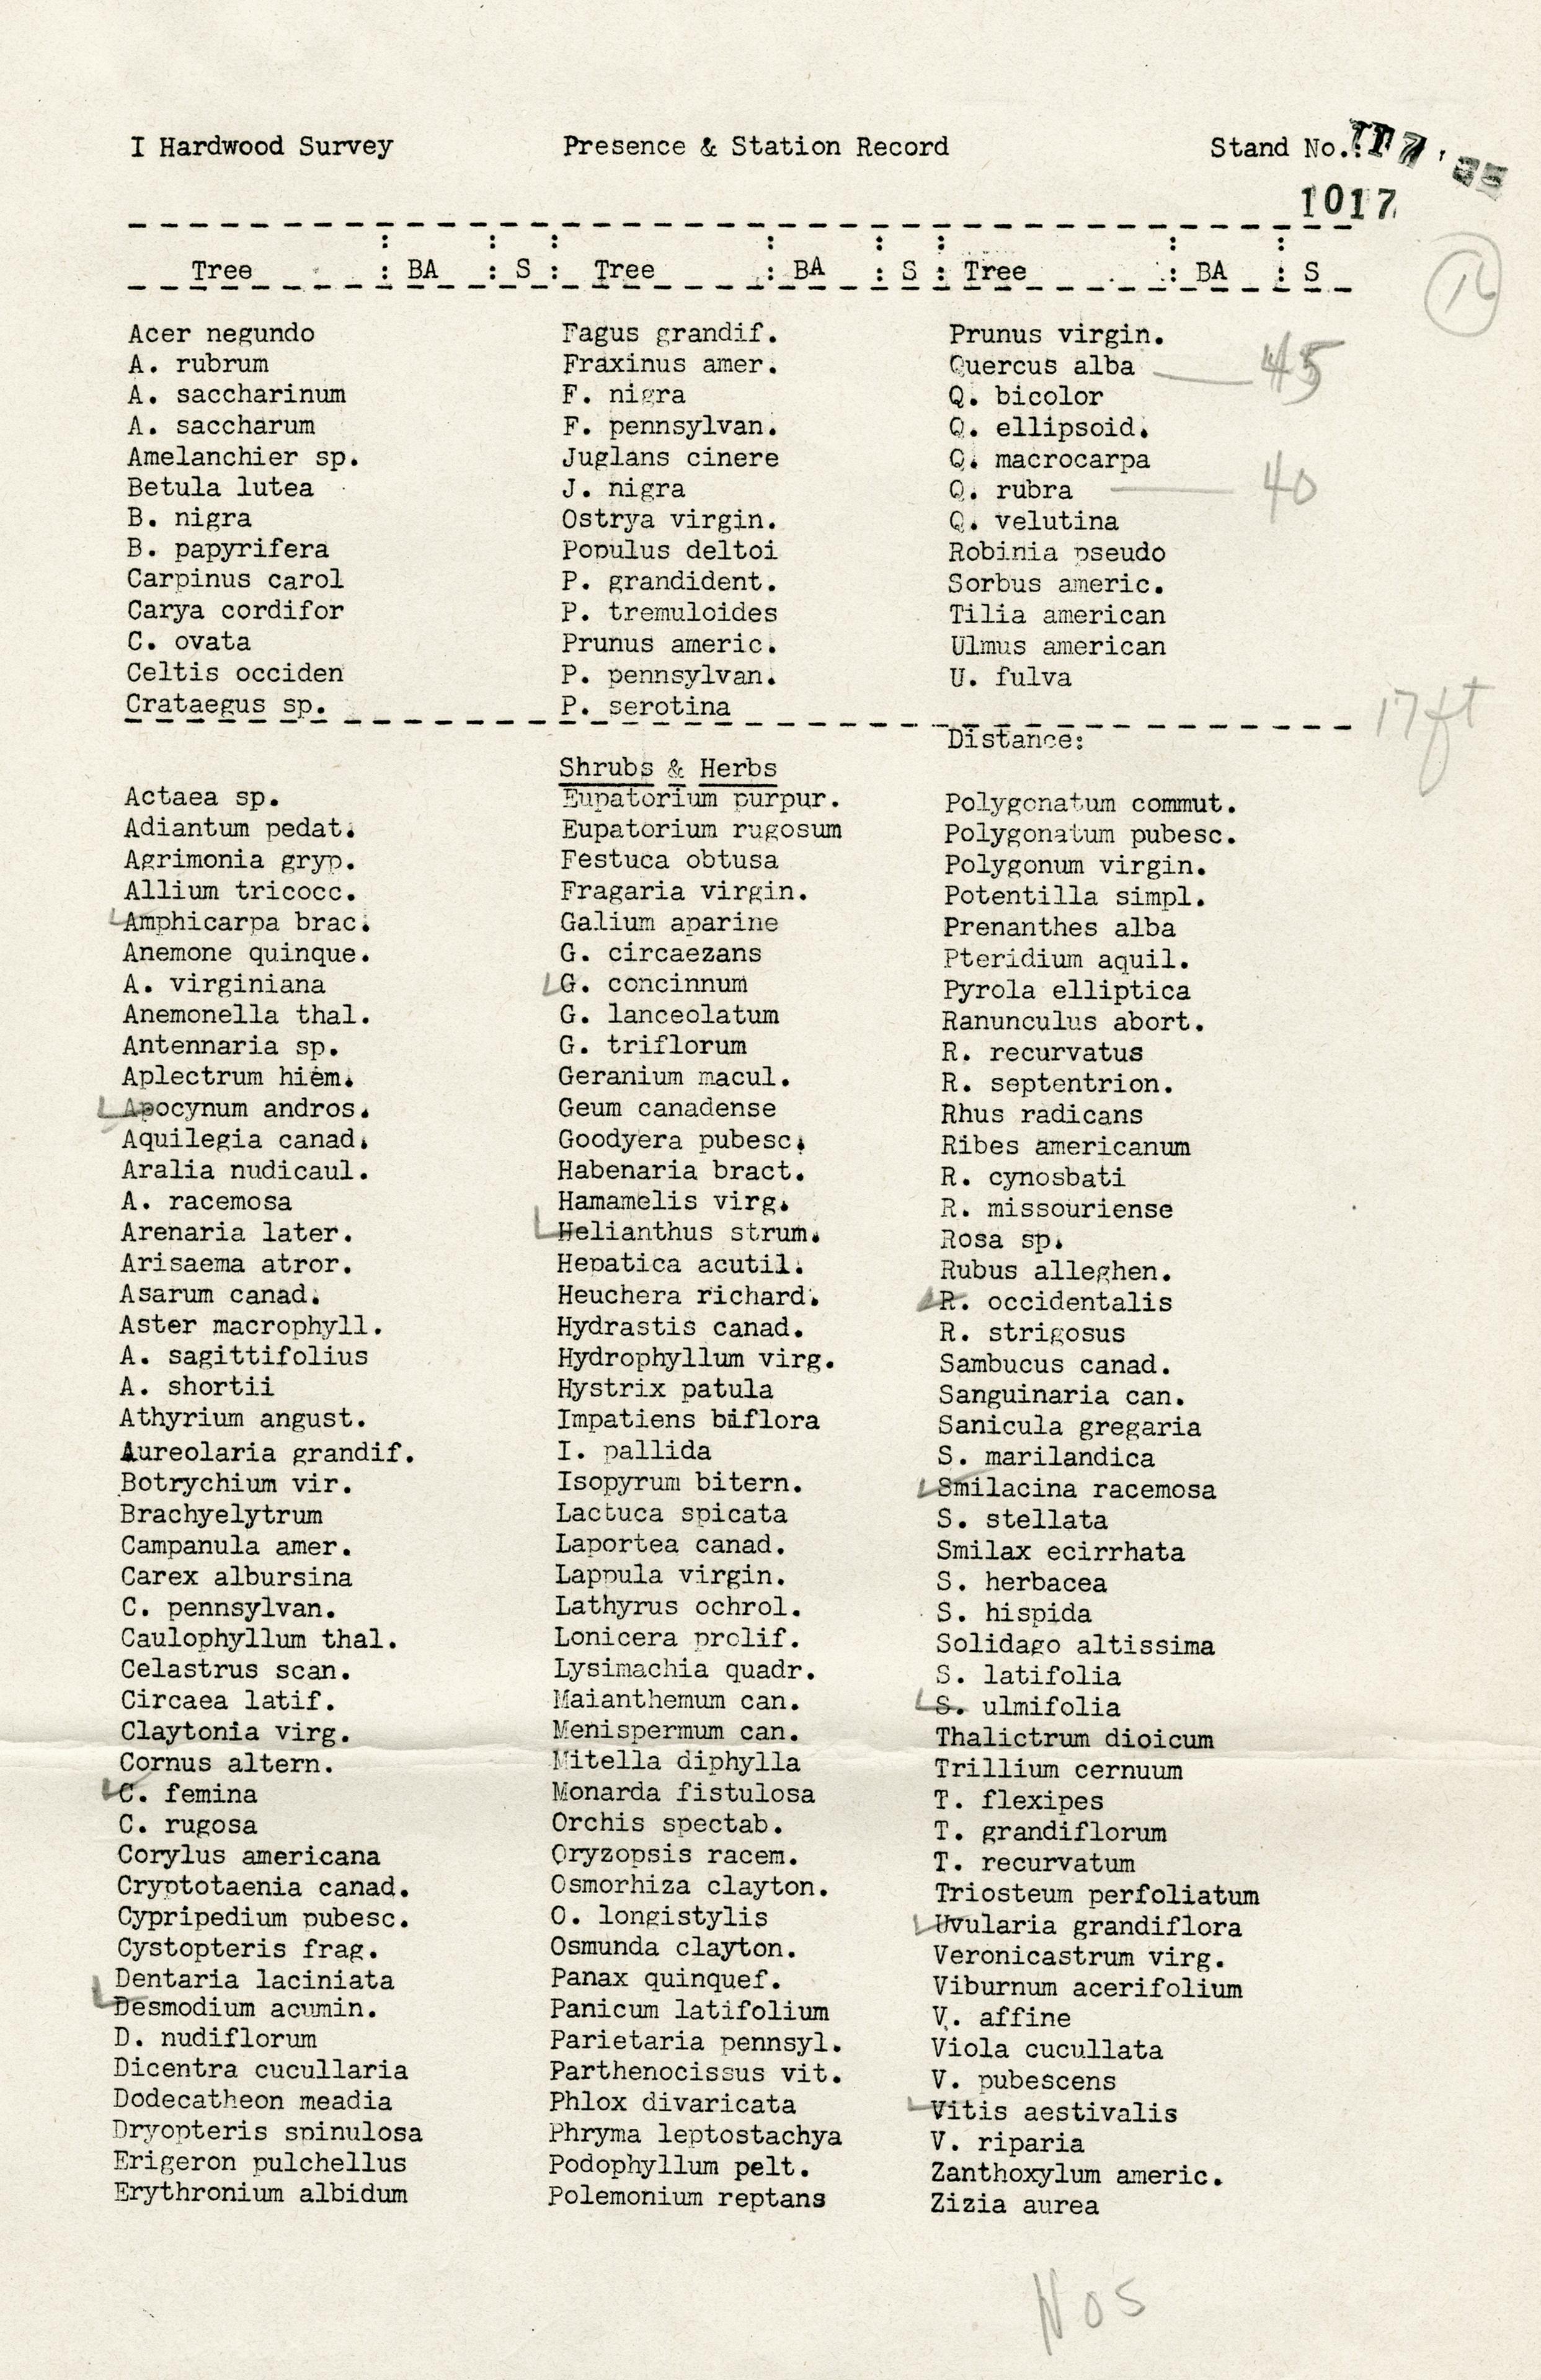 I Hardwood Survey Presence & Station Record Stand No.:
1017
Tree : BA : S : Tree : BA : S : Tree : BA : S
Acer negundo Fagus grandif. Prunus virgin.
A. rubrum Fraxinus amer. Quercus alba 45
A. saccharinum F. nigra Q. bicolor
A. saccharum F. pennsylvan. Q. ellipsoid.
Amelanchier sp. Juglans cinere Q. macrocarpa
Betula lutea J. nigra Q. rubra 40
B. nigra Ostrya virgin. Q. velutina
B. papyrifera Populus deltoi Robinia pseudo
Carpinus carol P. grandident. Sorbus americ.
Carya cordifor P. tremuloides Tilia american
C. ovata Prunus americ. Ulmus american
Celtis occiden P. pennsylvan. U. fulva
Crataegus sp. P. serotina
Distance: 17 ft
Shrubs & Herbs
Actaea sp. Eupatorium purpur. Polygonatum commut.
Adiantum pedat. Eupatorium rugosum Polygonatum pubesc.
Agrimonia gryp. Festuca obtusa Polygonum virgin.
Allium tricocc. Fragaria virgin. Potentilla simpl.
Amphicarpa brac. Galium aparine Prenanthes alba
Anemone quinque. G. circaezans Pteridium aquil.
A. virginiana G. concinnum Pyrola elliptica
Anemonella thal. G. lanceolatum Ranunculus abort.
Antennaria sp. G. triflorum R. recurvatus
Aplectrum hiem. Geranium macul. R. septentrion.
Apocynum andros. Geum canadense Rhus radicans
Aquilegia canad. Goodyera pubesc. Ribes americanum
Aralia nudicaul. Habenaria bract. R. cynosbati
A. racemosa Hamamelis virg. R. missouriense
Arenaria later. Helianthus strum. Rosa sp.
Arisaema atror. Hepatica acutil. Rubus alleghen.
Asarum canad. Heuchera richard. R. occidentalis
Aster macrophyll. Hydrastis canad. R. strigosus
A. sagittifolius Hydrophyllum virg. Sambucus canad.
A. shortii Hystrix patula Sanguinaria can.
Athyrium angust. Impatiens biflora Sanicula gregaria
Aureolaria grandif. I. pallida S. marilandica
Botrychium vir. Isopyrum bitern. Smilacina racemosa
Brachyelytrum Lactuca spicata S. stellata
Campanula amer. Laportea canad. Smilax ecirrhata
Carex albursina Lappula virgin. S. herbacea
C. pennsylvan. Lathyrus ochrol. S. hispida
Caulophyllum thal. Lonicera prolif. Solidago altissima
Celastrus scan. Lysimachia quadr. S. latifolia
Circaea latif. Maianthemum can. S. ulmifolia
Claytonia virg. Menispermum can. Thalictrum dioicum
Cornus altern. Mitella diphylla Trillium cernuum
C. femina Monarda fistulosa T. flexipes
C. rugosa Orchis spectab. T. grandiflorum
Corylus americana Oryzopsis racem. T. recurvatum
Cryptotaenia canad. Osmorhiza clayton. Triosteum perfoliatum
Cypripedium pubesc. O. longistylis Uvularia grandiflora
Cystopteris frag. Osmunda clayton. Veronicastrum virg.
Dentaria laciniata Panax quinquef. Viburnum acerifolium
Desmodium acumin. Panicum latifolium V. affine
D. nudiflorum Parietaria pennsyl. Viola cucullata
Dicentra cucullaria Parthenocissus vit. V. pubescens
Dodecatheon meadia Phlox divaricata Vitis aestivalis
Dryopteris spinulosa Phryma leptostachya V. riparia
Erigeron pulchellus Podophyllum pelt. Zanthoxylum americ.
Erythronium albidum Polemonium reptans Zizia aurea